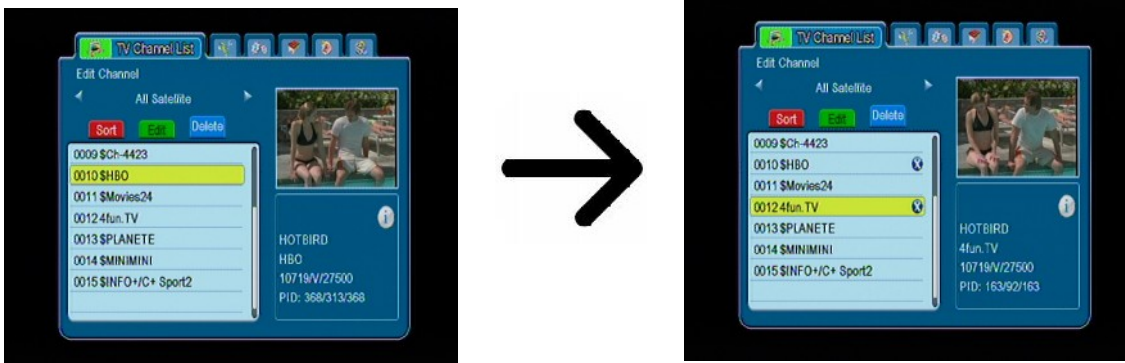 TV Channel List
Edit Channel
All Satellite
Sort Edit Delete
0009 $Ch-4423
0010 $HBO
0011 $Movies24
0012 4fun.TV
0013 $PLANETE
0014 $MINIMINI
0015 $INFO+/C+ Sport2
HOTBIRD
HBO
10719/V/27500
PID: 368/313/368
TV Channel List
Edit Channel
All Satellite
Sort Edit Delete
0009 $Ch-4423
0010 $HBO
0011 $Movies24
0012 4fun.TV
0013 $PLANETE
0014 $MINIMINI
0015 $INFO+/C+ Sport2
HOTBIRD
4fun.TV
10719/V/27500
PID: 163/92/163